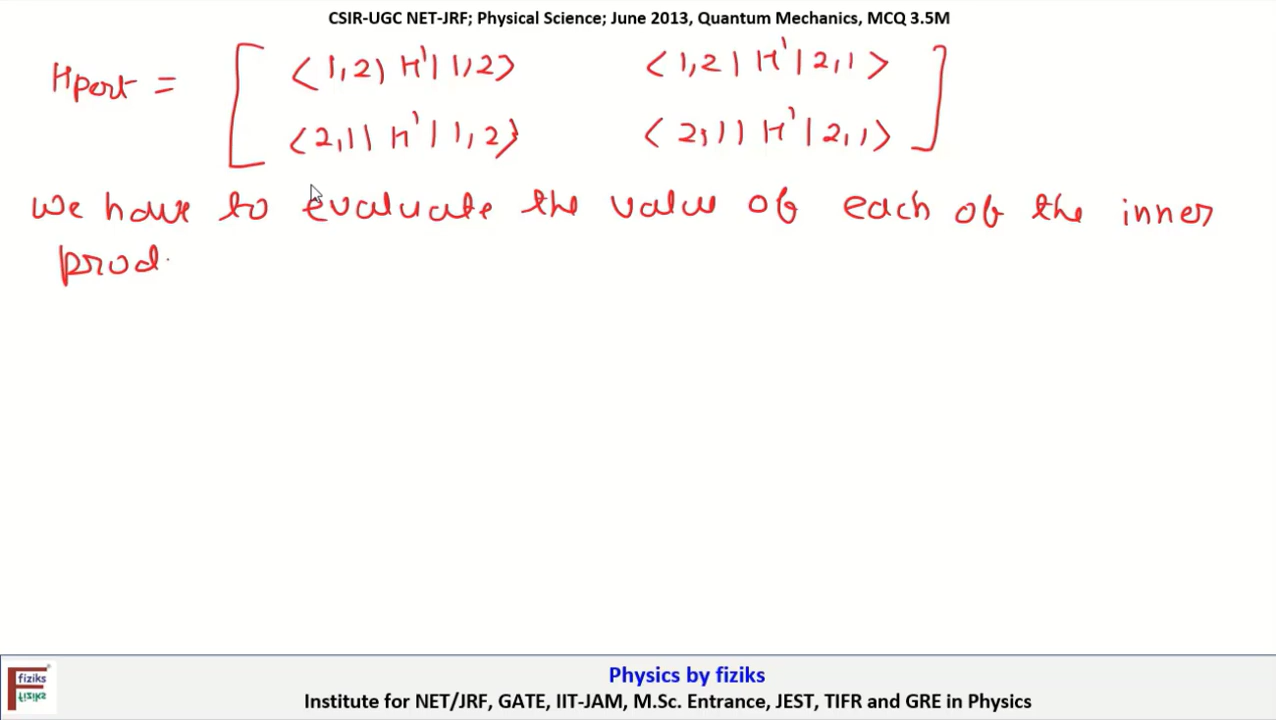 CSIR-UGC NET-JRF; Physical Science; June 2013, Quantum Mechanics, MCQ 3.5M
Hpert = [ <1,2| H'| 1,2> <1,2| H'| 2,1>
<2,1| H'| 1,2> <2,1| H'| 2,1> ]
We have to evaluate the value of each of the inner
prod
fiziks
Physics by fiziks
Institute for NET/JRF, GATE, IIT-JAM, M.Sc. Entrance, JEST, TIFR and GRE in Physics